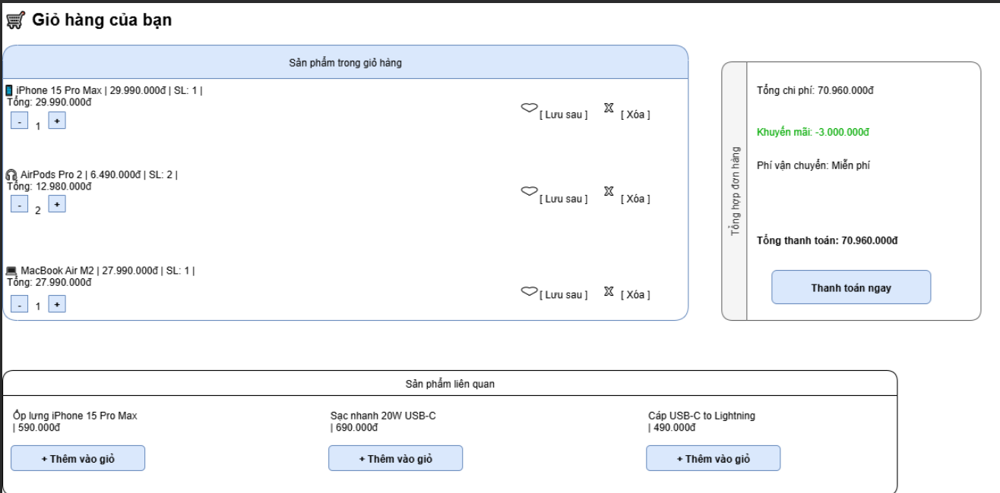 Giỏ hàng của bạn
Sản phẩm trong giỏ hàng
iPhone 15 Pro Max | 29.990.000đ | SL: 1 |
Tổng: 29.990.000đ
- 1 +
[ Lưu sau ] X [ Xóa ]
AirPods Pro 2 | 6.490.000đ | SL: 2 |
Tổng: 12.980.000đ
- 2 +
[ Lưu sau ] X [ Xóa ]
MacBook Air M2 | 27.990.000đ | SL: 1 |
Tổng: 27.990.000đ
- 1 +
[ Lưu sau ] X [ Xóa ]
Tổng hợp đơn hàng
Tổng chi phí: 70.960.000đ
Khuyến mãi: -3.000.000đ
Phí vận chuyển: Miễn phí
Tổng thanh toán: 70.960.000đ
Thanh toán ngay
Sản phẩm liên quan
Ốp lưng iPhone 15 Pro Max
| 590.000đ
+ Thêm vào giỏ
Sạc nhanh 20W USB-C
| 690.000đ
+ Thêm vào giỏ
Cáp USB-C to Lightning
| 490.000đ
+ Thêm vào giỏ